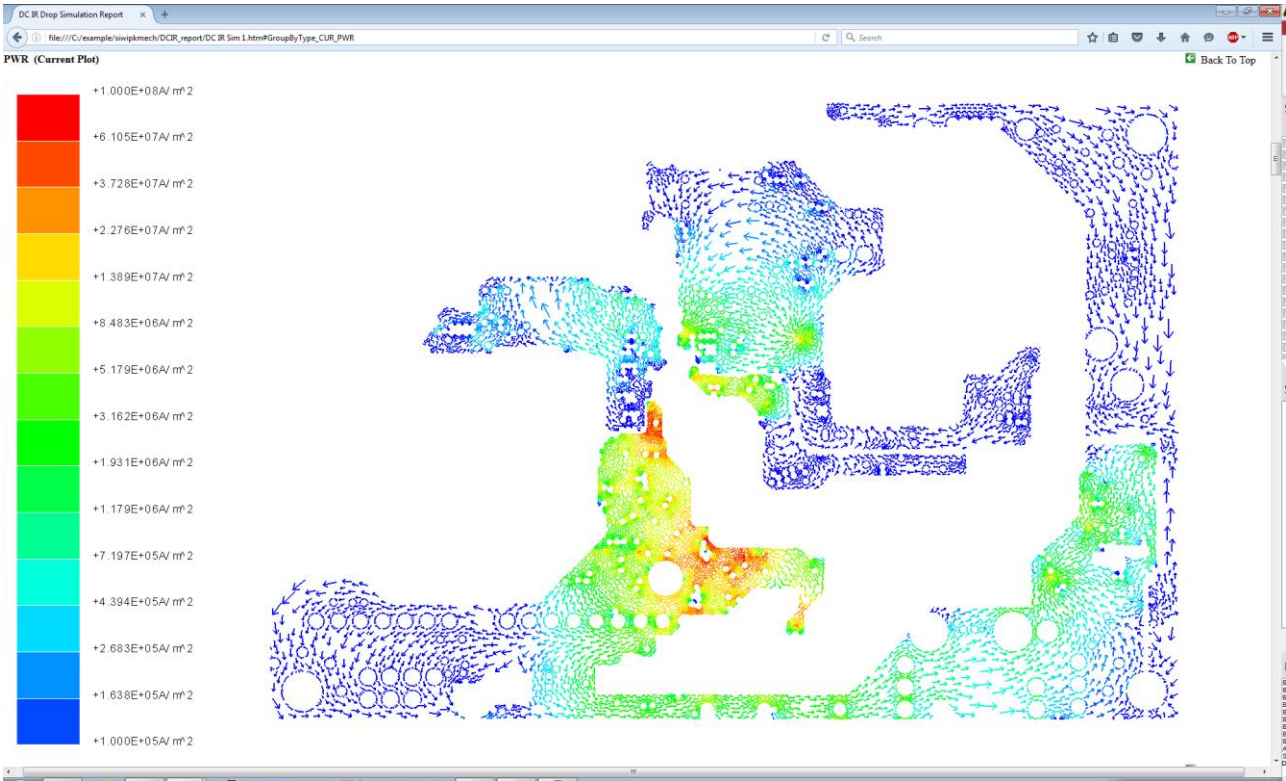 DC IR Drop Simulation Report
file:///C:/example/siwipkmech/DCIR_report/DC IR Sim 1.htm#GroupByType_CUR_PWR
Search
ABP
PWR (Current Plot)
Back To Top
+1.000E+08A/ m^2
+6.105E+07A/ m^2
+3.728E+07A/ m^2
+2.276E+07A/ m^2
+1.389E+07A/ m^2
+8.483E+06A/ m^2
+5.179E+06A/ m^2
+3.162E+06A/ m^2
+1.931E+06A/ m^2
+1.179E+06A/ m^2
+7.197E+05A/ m^2
+4.394E+05A/ m^2
+2.683E+05A/ m^2
+1.638E+05A/ m^2
+1.000E+05A/ m^2